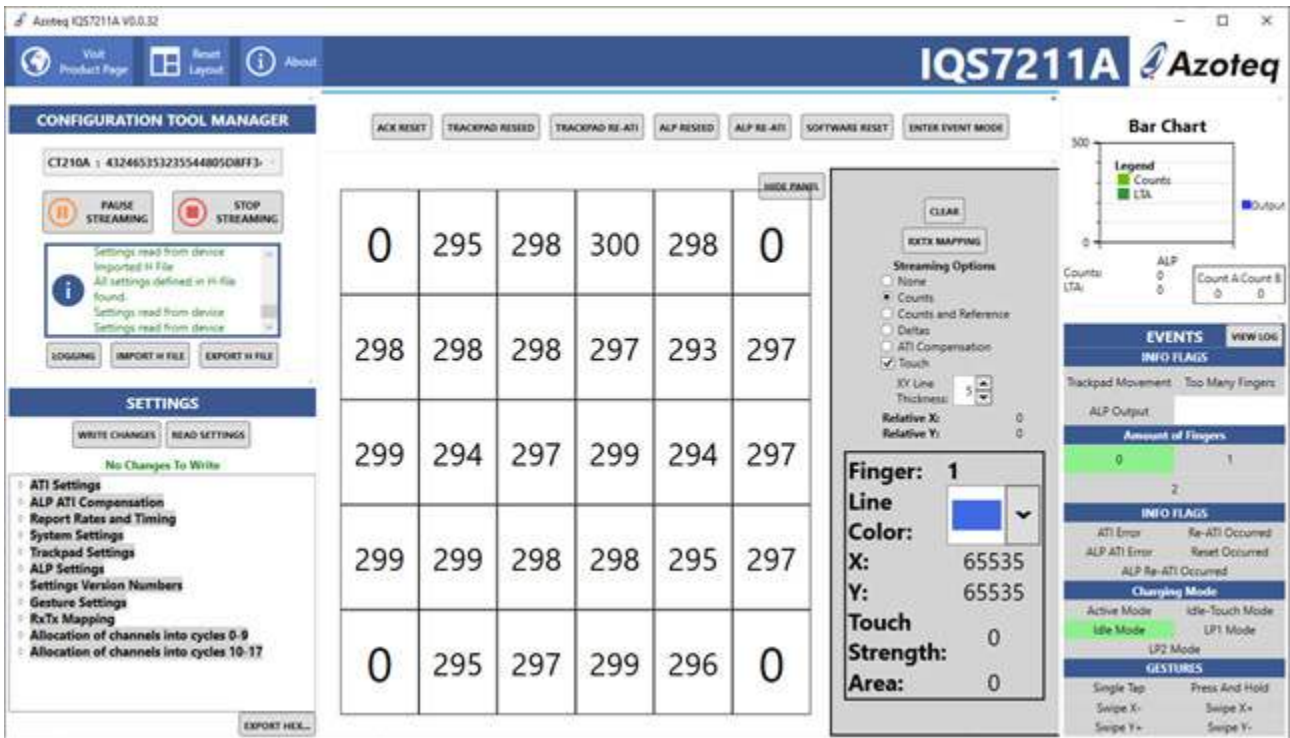 Azoteq IQS7211A V0.0.32
Visit Product Page
Reset Layout
About
IQS7211A
Azoteq
CONFIGURATION TOOL MANAGER
PAUSE STREAMING
STOP STREAMING
Settings read from device
Imported H File
All settings defined in H-file
found.
Settings read from device
Settings read from device
LOGGING IMPORT H FILE EXPORT H FILE
SETTINGS
WRITE CHANGES READ SETTINGS
No Changes To Write
ATI Settings
ALP ATI Compensation
Report Rates and Timing
System Settings
Trackpad Settings
ALP Settings
Settings Version Numbers
Gesture Settings
RxTx Mapping
Allocation of channels into cycles 0-9
Allocation of channels into cycles 10-17
EXPORT HEX...
ACK RESET TRACKPAD RESEED TRACKPAD RE-ATI ALP RESEED ALP RE-ATI SOFTWARE RESET ENTER EVENT MODE
HIDE PANEL
0 295 298 300 298 0
298 298 298 297 293 297
299 294 297 299 294 297
299 299 298 298 295 297
0 295 297 299 296 0
CLEAR
RXTX MAPPING
Streaming Options
None
Counts
Counts and Reference
Deltas
ATI Compensation
Touch
XY Line Thickness: 5
Relative X: 0
Relative Y: 0
Finger: 1
Line Color:
X: 65535
Y: 65535
Touch Strength: 0
Area: 0
Bar Chart
500
Legend
Counts
LTA
Output
0
ALP
Counts: 0
LTA: 0
Count A Count B
0 0
EVENTS VIEW LOG
INFO FLAGS
Trackpad Movement Too Many Fingers
ALP Output
Amount of Fingers
0 1
2
INFO FLAGS
ATI Error Re-ATI Occurred
ALP ATI Error Reset Occurred
ALP Re-ATI Occurred
Charging Mode
Active Mode Idle-Touch Mode
Idle Mode LP1 Mode
LP2 Mode
GESTURES
Single Tap Press And Hold
Swipe X- Swipe X+
Swipe Y+ Swipe Y-